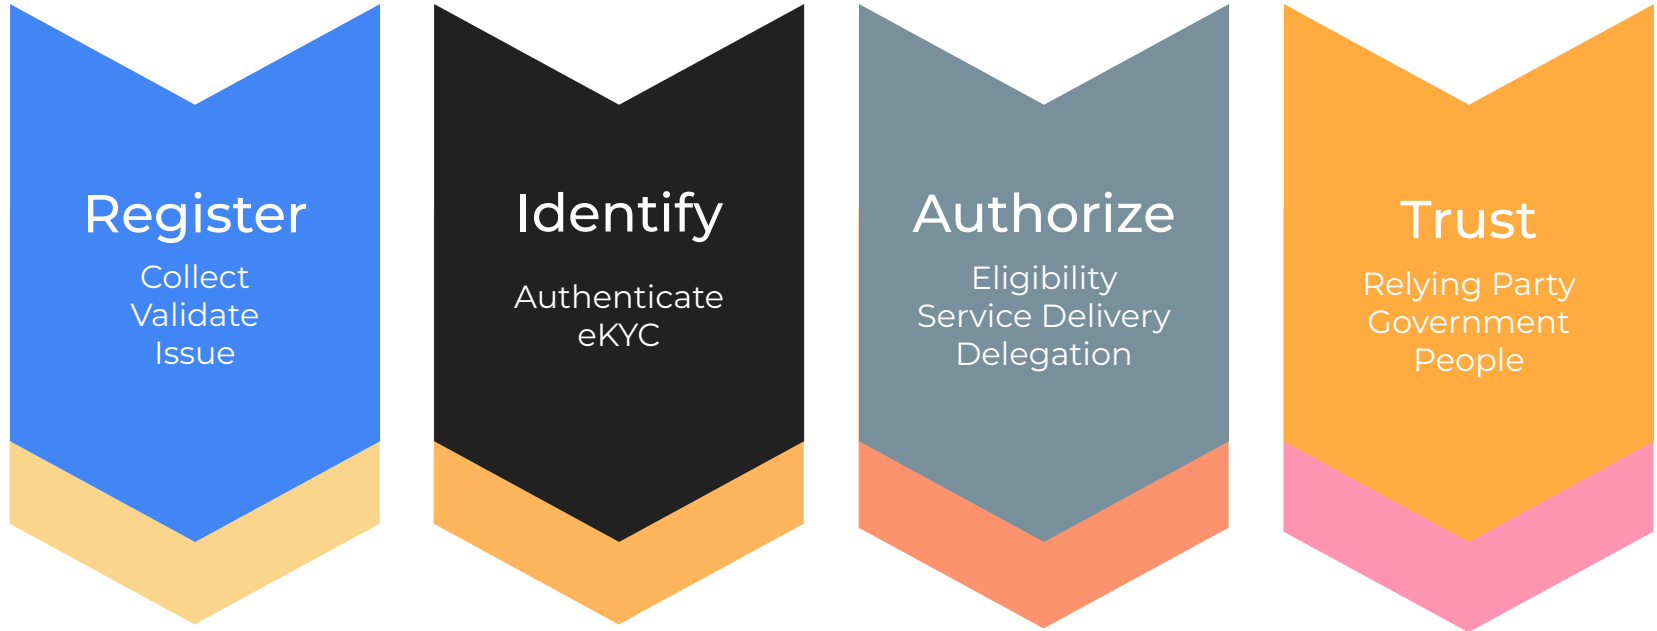 Register
Collect
Validate
Issue
Identify
Authenticate
eKYC
Authorize
Eligibility
Service Delivery
Delegation
Trust
Relying Party
Government
People